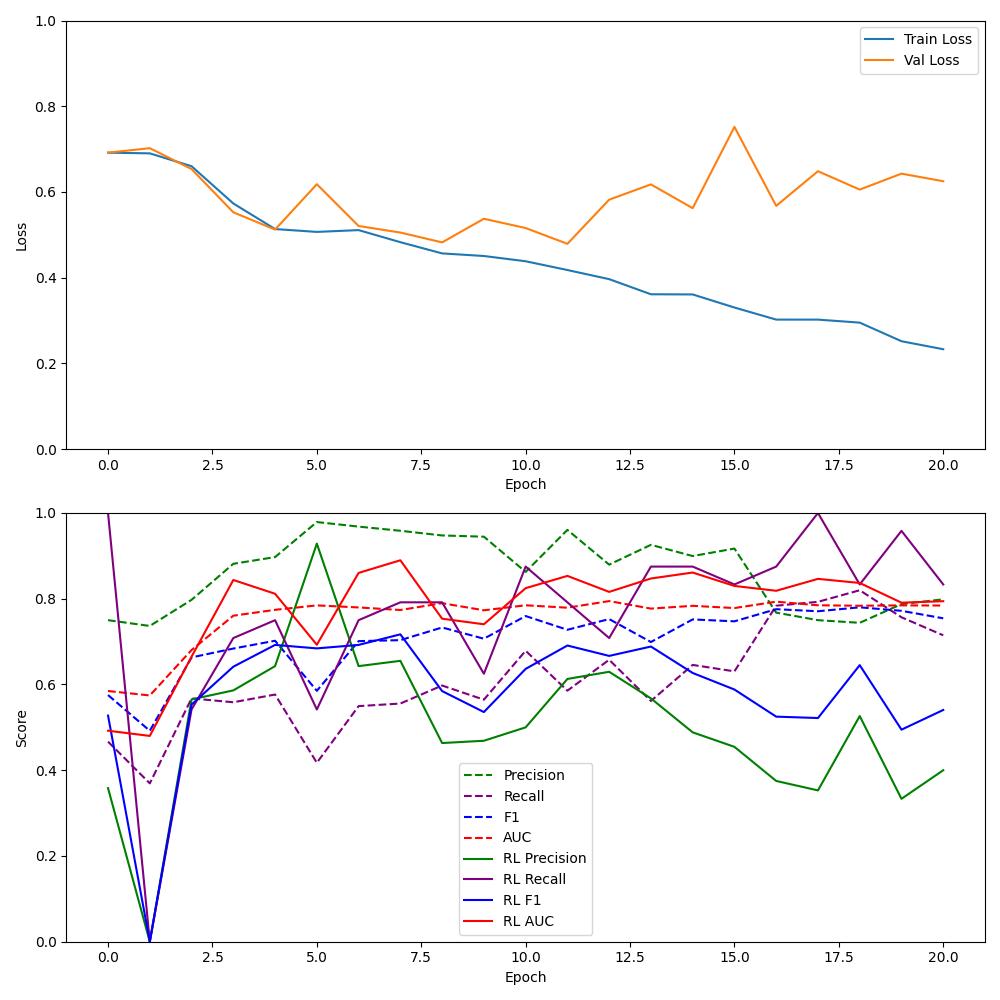 1.0
0.8
0.6
0.4
0.2
0.0
Loss
Train Loss
Val Loss
0.0 2.5 5.0 7.5 10.0 12.5 15.0 17.5 20.0
Epoch
1.0
0.8
0.6
0.4
0.2
0.0
Score
Precision
Recall
F1
AUC
RL Precision
RL Recall
RL F1
RL AUC
0.0 2.5 5.0 7.5 10.0 12.5 15.0 17.5 20.0
Epoch